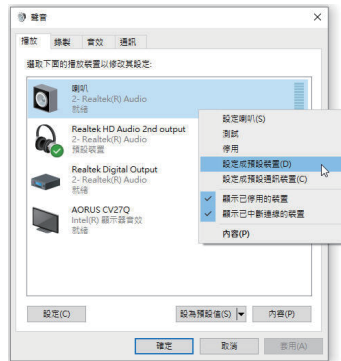 聲音
播放 錄製 音效 通訊
選取下面的播放裝置以修改其設定:
喇叭
2- Realtek(R) Audio
就緒
Realtek HD Audio 2nd output
2- Realtek(R) Audio
預設裝置
Realtek Digital Output
2- Realtek(R) Audio
就緒
AORUS CV27Q
Intel(R) 顯示器音效
就緒
設定喇叭(S)
測試
停用
設定成預設裝置(D)
設定成預設通訊裝置(C)
顯示已停用的裝置
顯示已中斷連線的裝置
內容(P)
設定(C) 設為預設值(S) 內容(P)
確定 取消 套用(A)